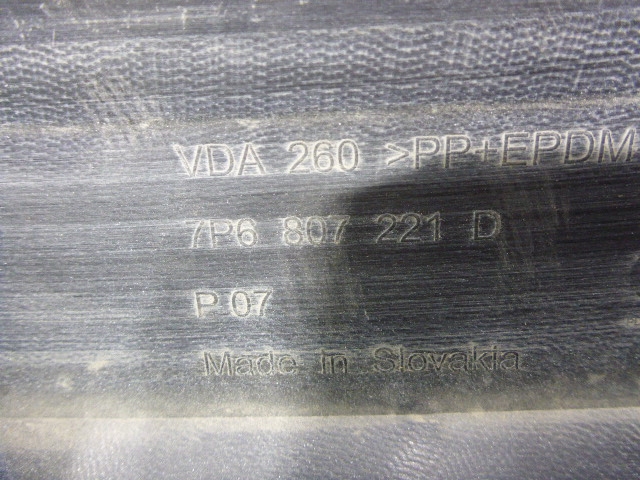 VDA 260 >PP+EPDM
7P6 807 221 D
P 07
Made in Slovakia